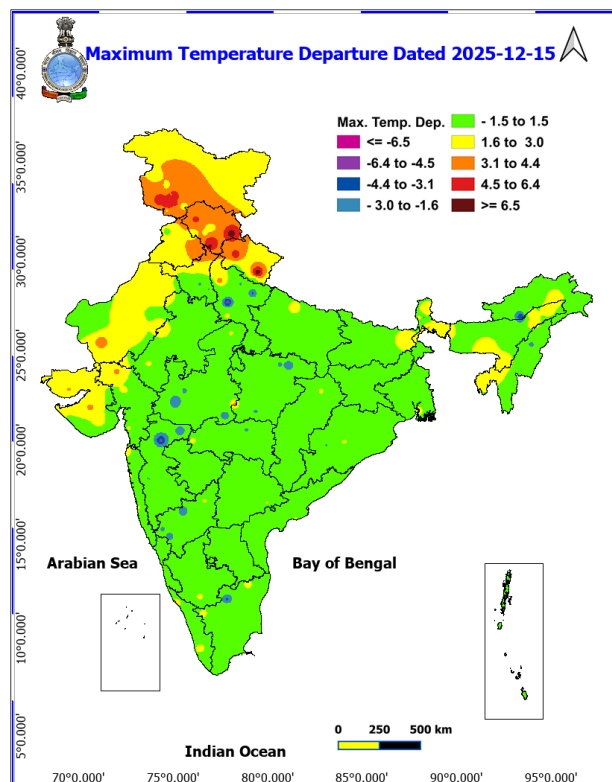 Maximum Temperature Departure Dated 2025-12-15
Max. Temp. Dep.
<= -6.5
-6.4 to -4.5
-4.4 to -3.1
- 3.0 to -1.6
- 1.5 to 1.5
1.6 to 3.0
3.1 to 4.4
4.5 to 6.4
>= 6.5
40°0.000'
35°0.000'
30°0.000'
25°0.000'
20°0.000'
15°0.000'
10°0.000'
5°0.000'
Arabian Sea
Bay of Bengal
Indian Ocean
0 250 500 km
70°0.000' 75°0.000' 80°0.000' 85°0.000' 90°0.000' 95°0.000'